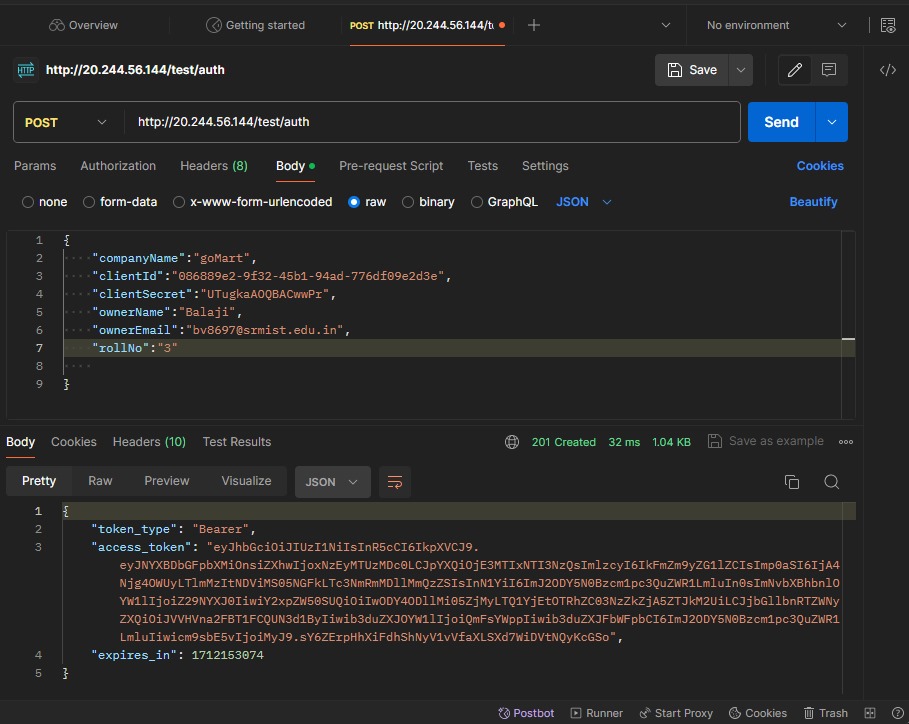 Overview
Getting started
POST http://20.244.56.144/t
No environment
HTTP http://20.244.56.144/test/auth
Save
POST
http://20.244.56.144/test/auth
Send
Params Authorization Headers (8) Body Pre-request Script Tests Settings Cookies
none form-data x-www-form-urlencoded raw binary GraphQL JSON Beautify
1 {
2 "companyName":"goMart",
3 "clientId":"086889e2-9f32-45b1-94ad-776df09e2d3e",
4 "clientSecret":"UTugkaAOQBACwwPr",
5 "ownerName":"Balaji",
6 "ownerEmail":"bv8697@srmist.edu.in",
7 "rollNo":"3"
8
9 }
Body Cookies Headers (10) Test Results 201 Created 32 ms 1.04 KB Save as example
Pretty Raw Preview Visualize JSON
1 {
2 "token_type": "Bearer",
3 "access_token": "eyJhbGciOiJIUzI1NiIsInR5cCI6IkpXVCJ9.
4 "expires_in": 1712153074
5 }
Postbot Runner Start Proxy Cookies Trash